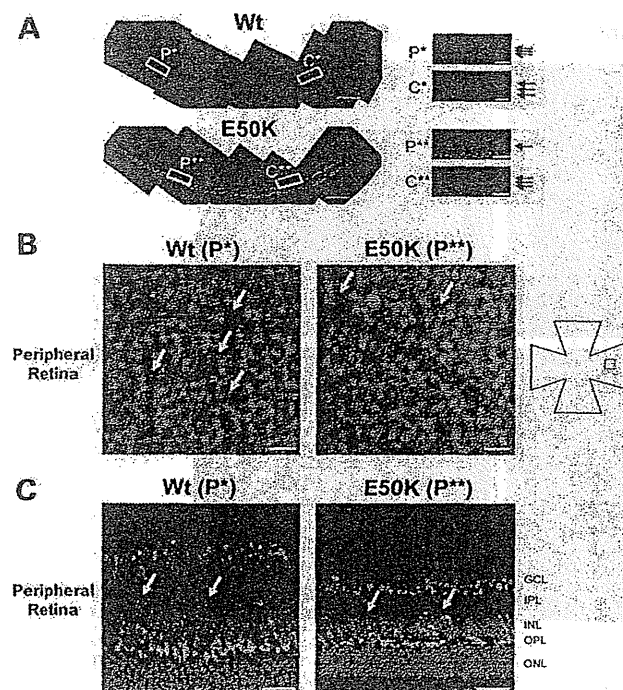 A
Wt
P*
C*
P*
C*
E50K
P**
C**
P**
C**
B
Wt (P*)
E50K (P**)
Peripheral
Retina
C
Wt (P*)
E50K (P**)
Peripheral
Retina
GCL
IPL
INL
OPL
ONL